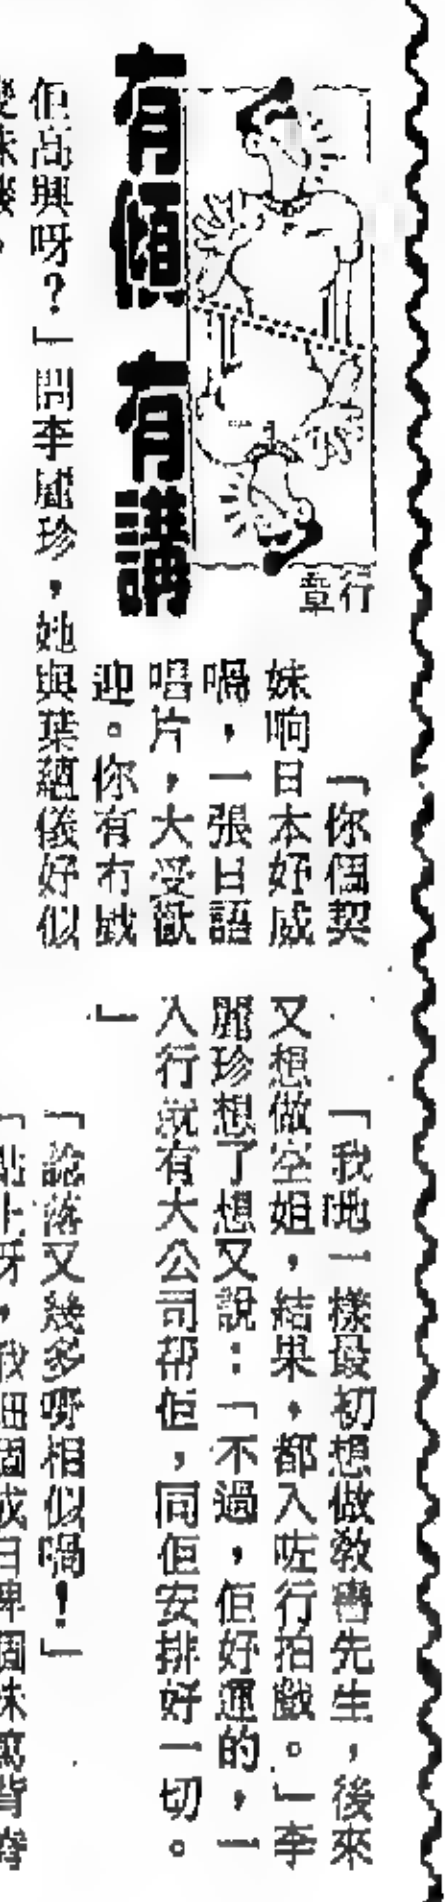 有傾有講
行章
「你個契
妹响日本好威
喎，一張日語
唱片，大受歡
迎。你有冇戥
佢高興呀？」問李麗珍，她與葉蘊儀好似
「我哋一樣最初想做教書先生，後來
又想做空姐，結果，都入咗行拍戲。」李
麗珍想了想又說：「不過，佢好運的，一
入行就有大公司帮佢，同佢安排好一切。
」
「說落又幾多嘢相似喎！」